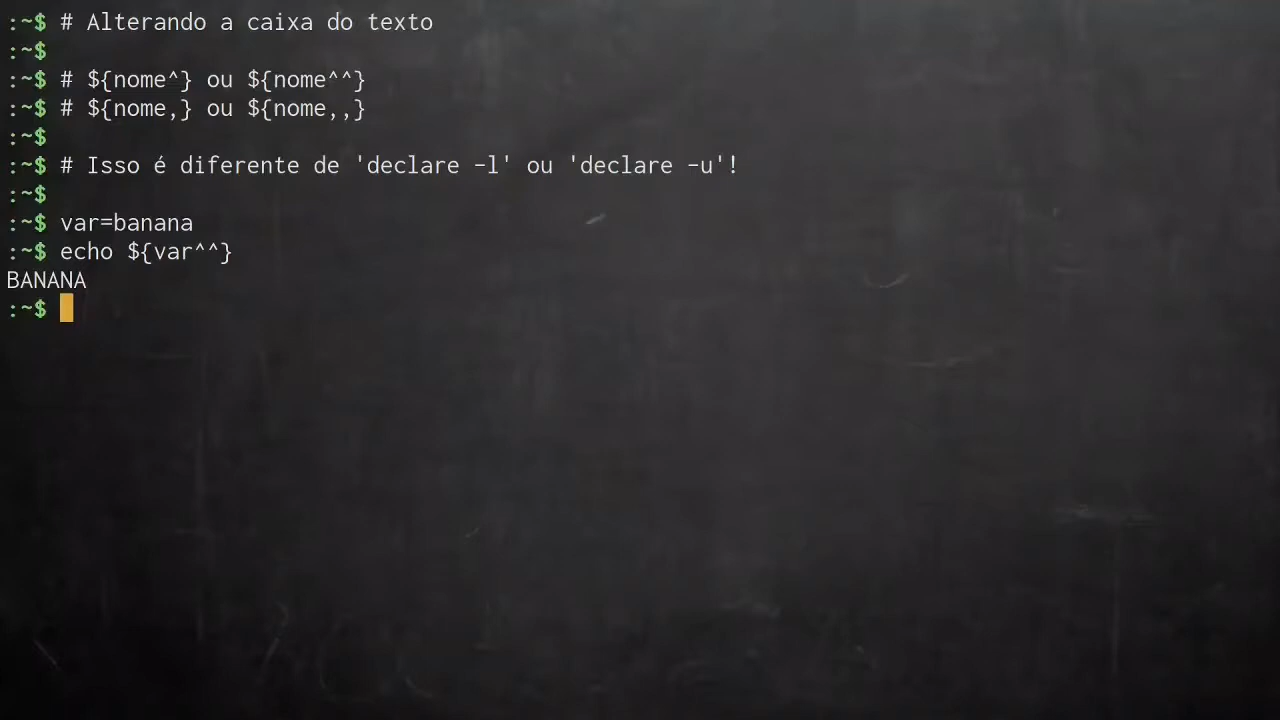 :~$ # Alterando a caixa do texto
:~$
:~$ # ${nome^} ou ${nome^^}
:~$ # ${nome,} ou ${nome,,}
:~$
:~$ # Isso é diferente de 'declare -l' ou 'declare -u'!
:~$
:~$ var=banana
:~$ echo ${var^^}
BANANA
:~$